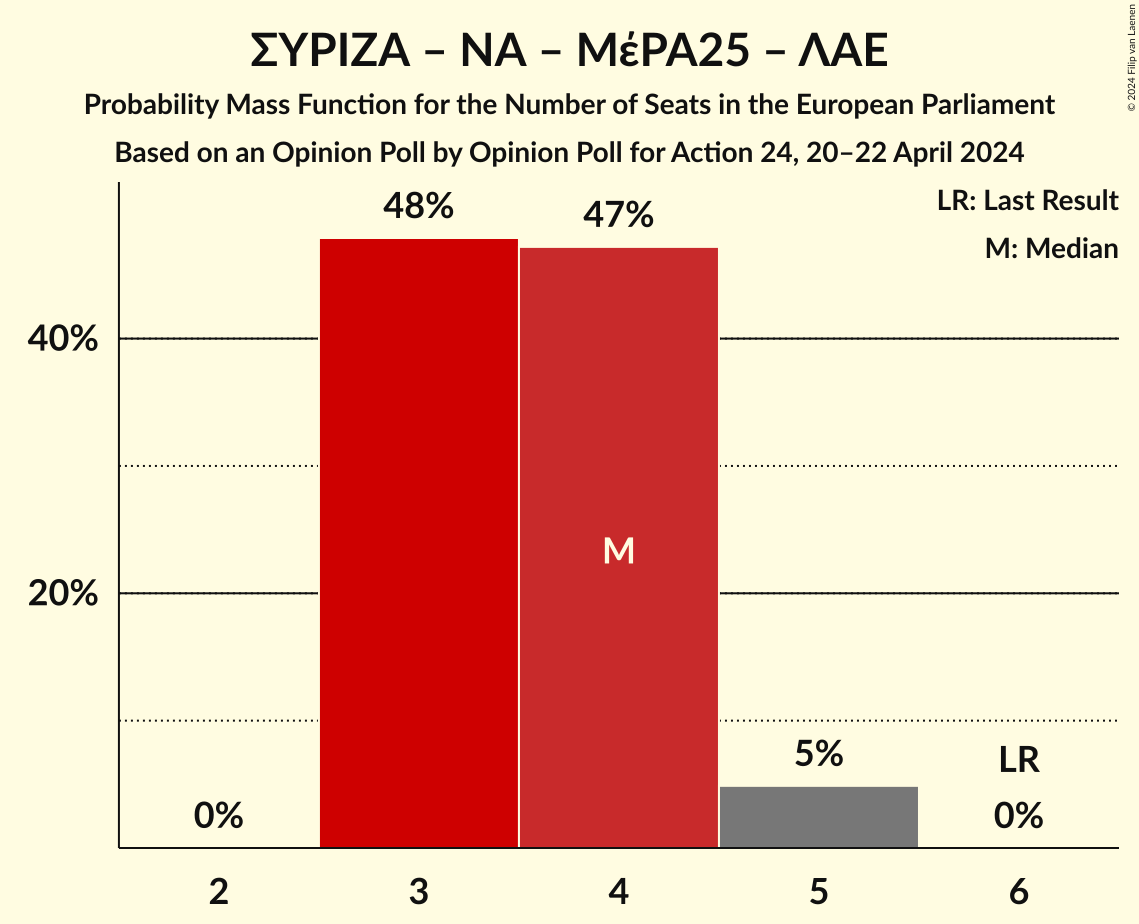 ΣΥΡΙΖΑ – ΝΑ – ΜέΡΑ25 – ΛΑΕ
Probability Mass Function for the Number of Seats in the European Parliament
Based on an Opinion Poll by Opinion Poll for Action 24, 20–22 April 2024
© 2024 Filip van Laenen
LR: Last Result
M: Median
48%
47%
40%
M
20%
5%
LR
0%
0%
2
3
4
5
6